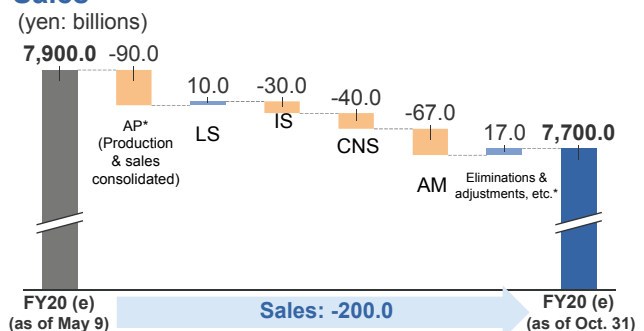 Sales
(yen: billions)
7,900.0 -90.0
10.0
-30.0
-40.0
-67.0
17.0
7,700.0
AP*
(Production
& sales
consolidated)
LS
IS
CNS
AM
Eliminations &
adjustments, etc.*
FY20 (e)
(as of May 9)
Sales: -200.0
FY20 (e)
(as of Oct. 31)